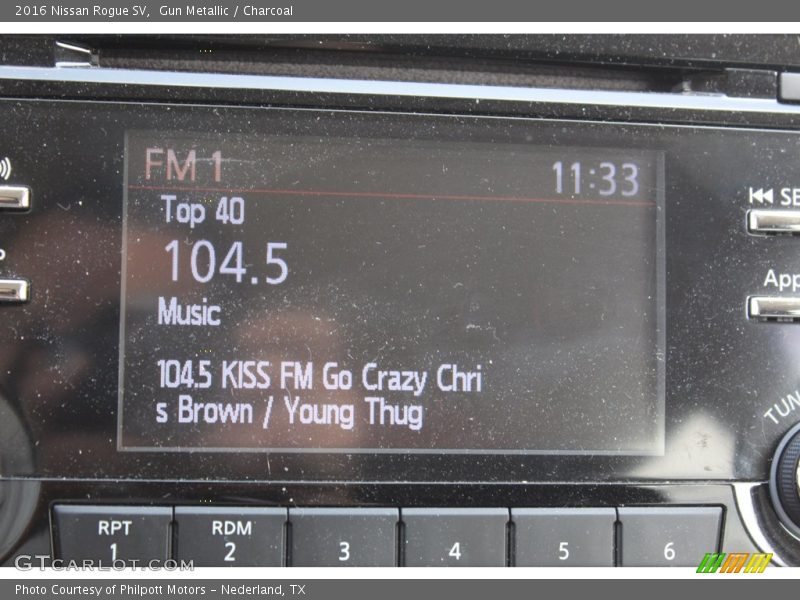 2016 Nissan Rogue SV,  Gun Metallic / Charcoal
FM 1
11:33
Top 40
104.5
Music
104.5 KISS FM Go Crazy Chri
s Brown / Young Thug
SE
App
TUN
RPT
1
RDM
2
3
4
5
6
GTCarLot.com
Photo Courtesy of Philpott Motors - Nederland, TX